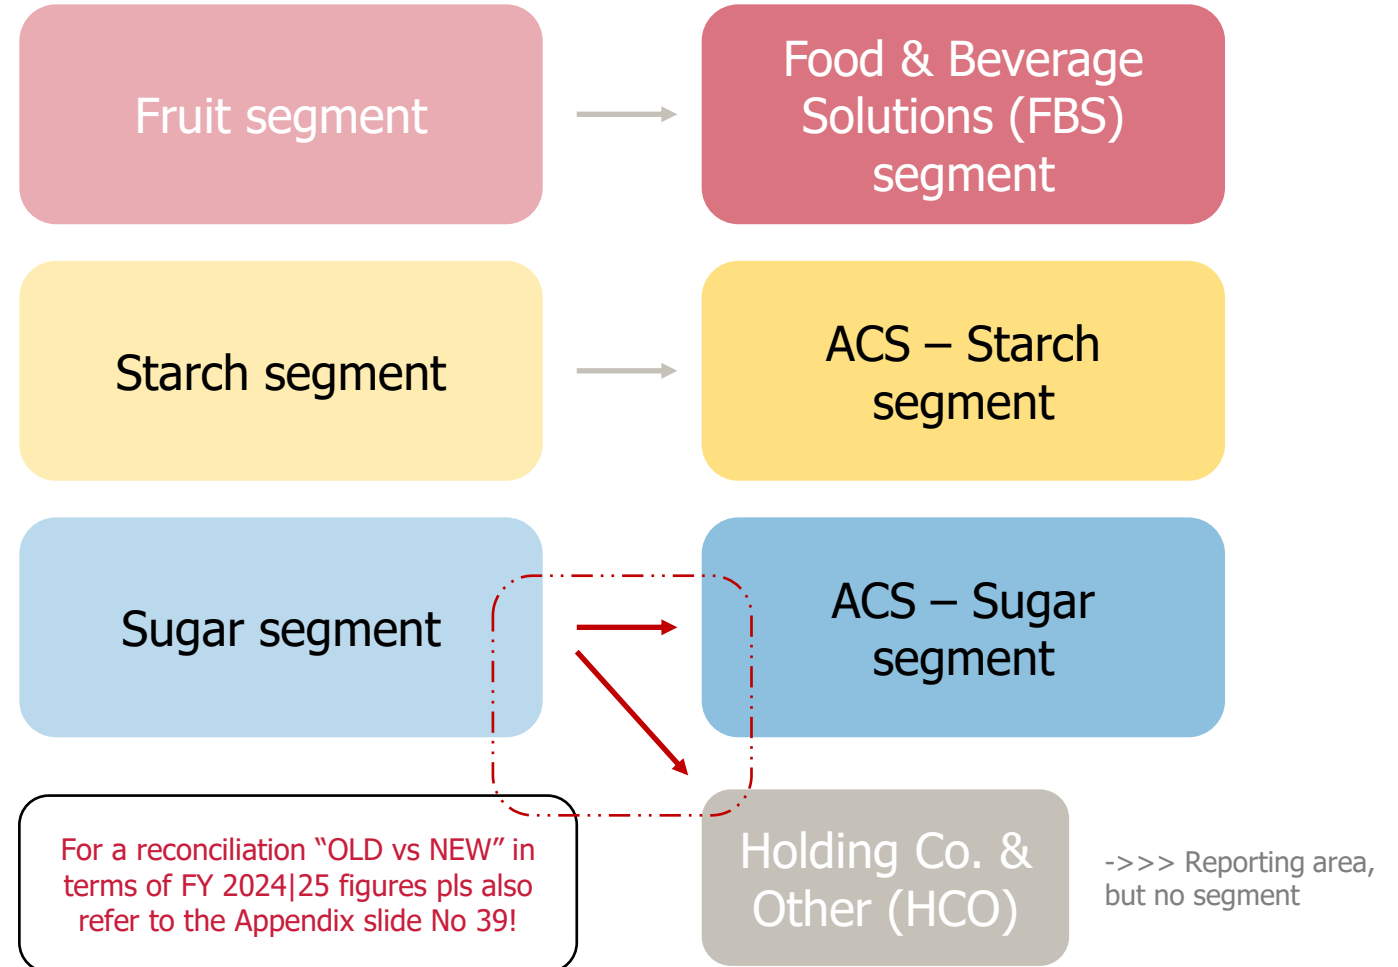 Fruit segment
Food & Beverage
Solutions (FBS)
segment
Starch segment
ACS – Starch
segment
Sugar segment
ACS – Sugar
segment
For a reconciliation “OLD vs NEW” in
terms of FY 2024|25 figures pls also
refer to the Appendix slide No 39!
Holding Co. &
Other (HCO)
->>> Reporting area,
but no segment